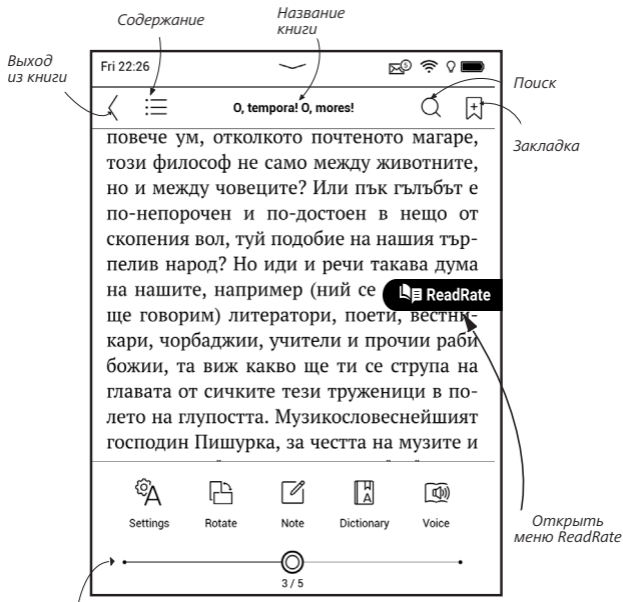 Содержание
Название
книги
Выход
из книги
Fri 22:26
5
Поиск
O, tempora! O, mores!
Закладка
повече ум, отколкото почтеното магаре,
този философ не само между животните,
но и между човеците? Или пък гълъбът е
по-непорочен и по-достоен в нещо от
скопения вол, туй подобие на нашия тър-
пелив народ? Но иди и речи такава дума
на нашите, например (ний се
ReadRate
ще говорим) литератори, поети, вестни-
кари, чорбаджии, учители и прочии раби
божии, та виж какво ще ти се струпа на
главата от сичките тези труженици в по-
лето на глупостта. Музикословеснейшият
господин Пишурка, за честта на музите и
Settings
Rotate
Note
Dictionary
Voice
Открыть
меню ReadRate
3 / 5